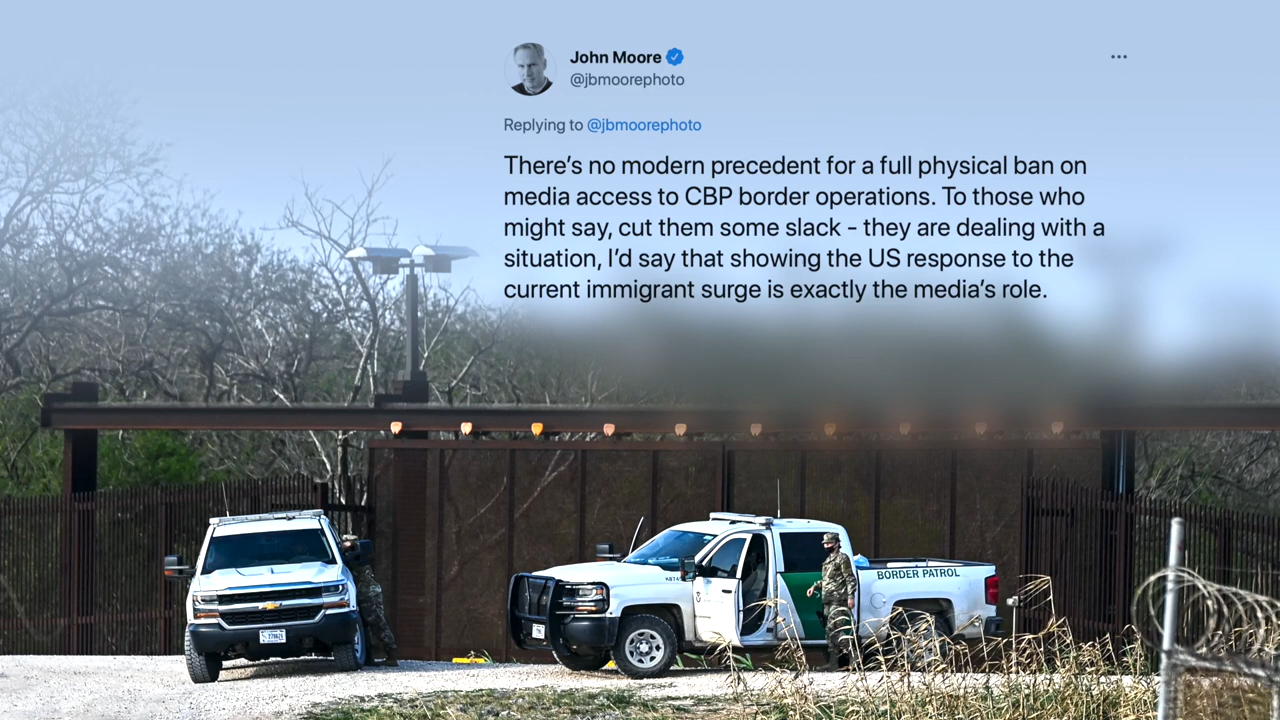 John Moore
@jbmoorephoto
Replying to @jbmoorephoto
There's no modern precedent for a full physical ban on
media access to CBP border operations. To those who
might say, cut them some slack - they are dealing with a
situation, I'd say that showing the US response to the
current immigrant surge is exactly the media's role.
BORDER PATROL